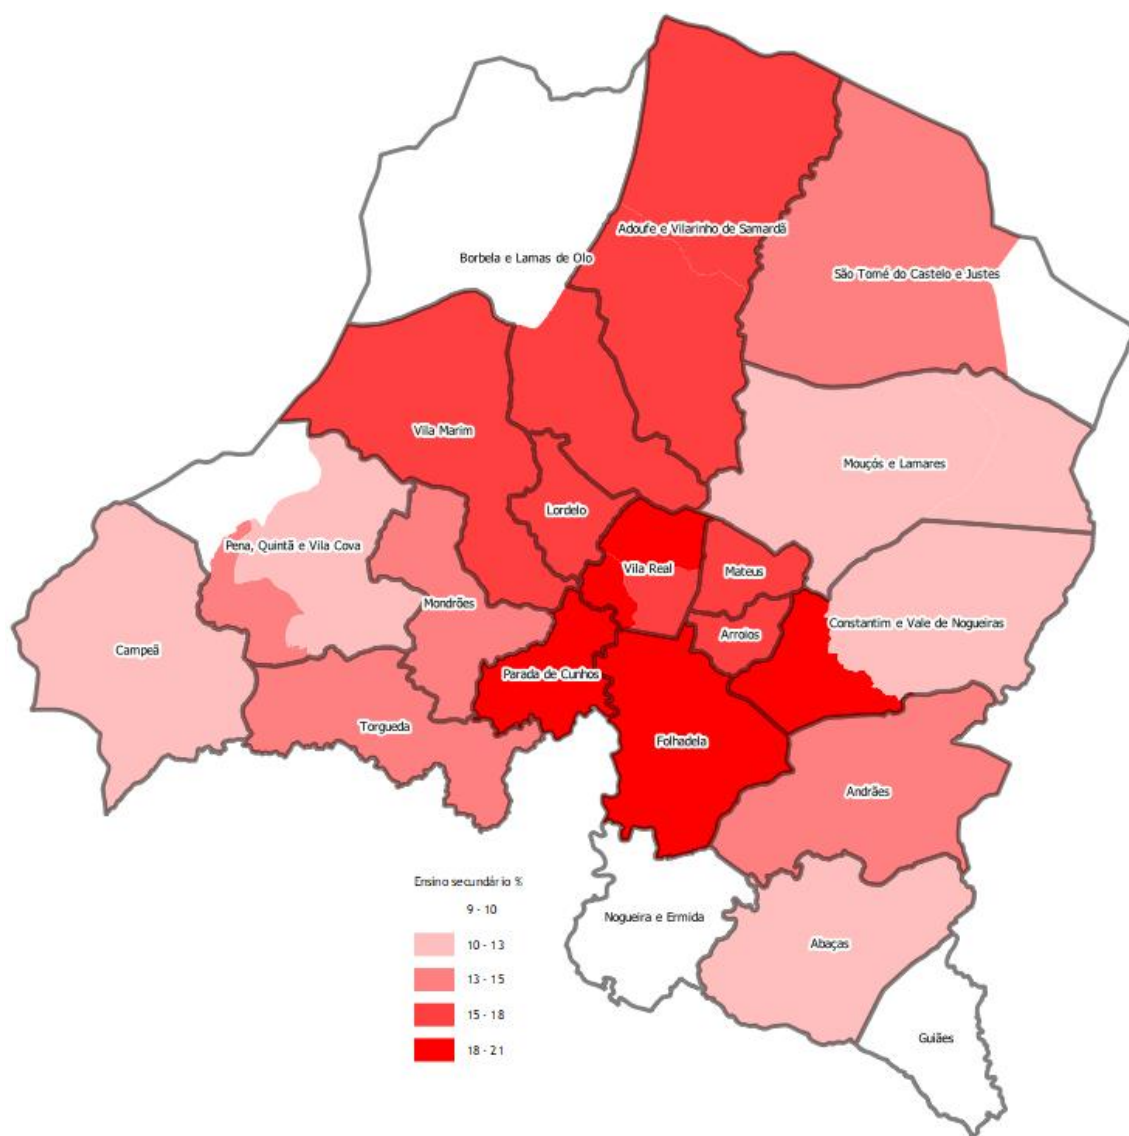 Adoufe e Vilarinho de Samardã
Borbela e Lamas de Olo
São Tomé do Castelo e Justes
Vila Marim
Mouçós e Lamares
Lordelo
Pena, Quintã e Vila Cova
Vila Real
Mateus
Mondrões
Constantim e Vale de Nogueiras
Arroios
Campeã
Parada de Cunhos
Torgueda
Folhadela
Andrães
Ensino secundário %
9 - 10
Nogueira e Ermida
10 - 13
Abaças
13 - 15
15 - 18
Guiães
18 - 21